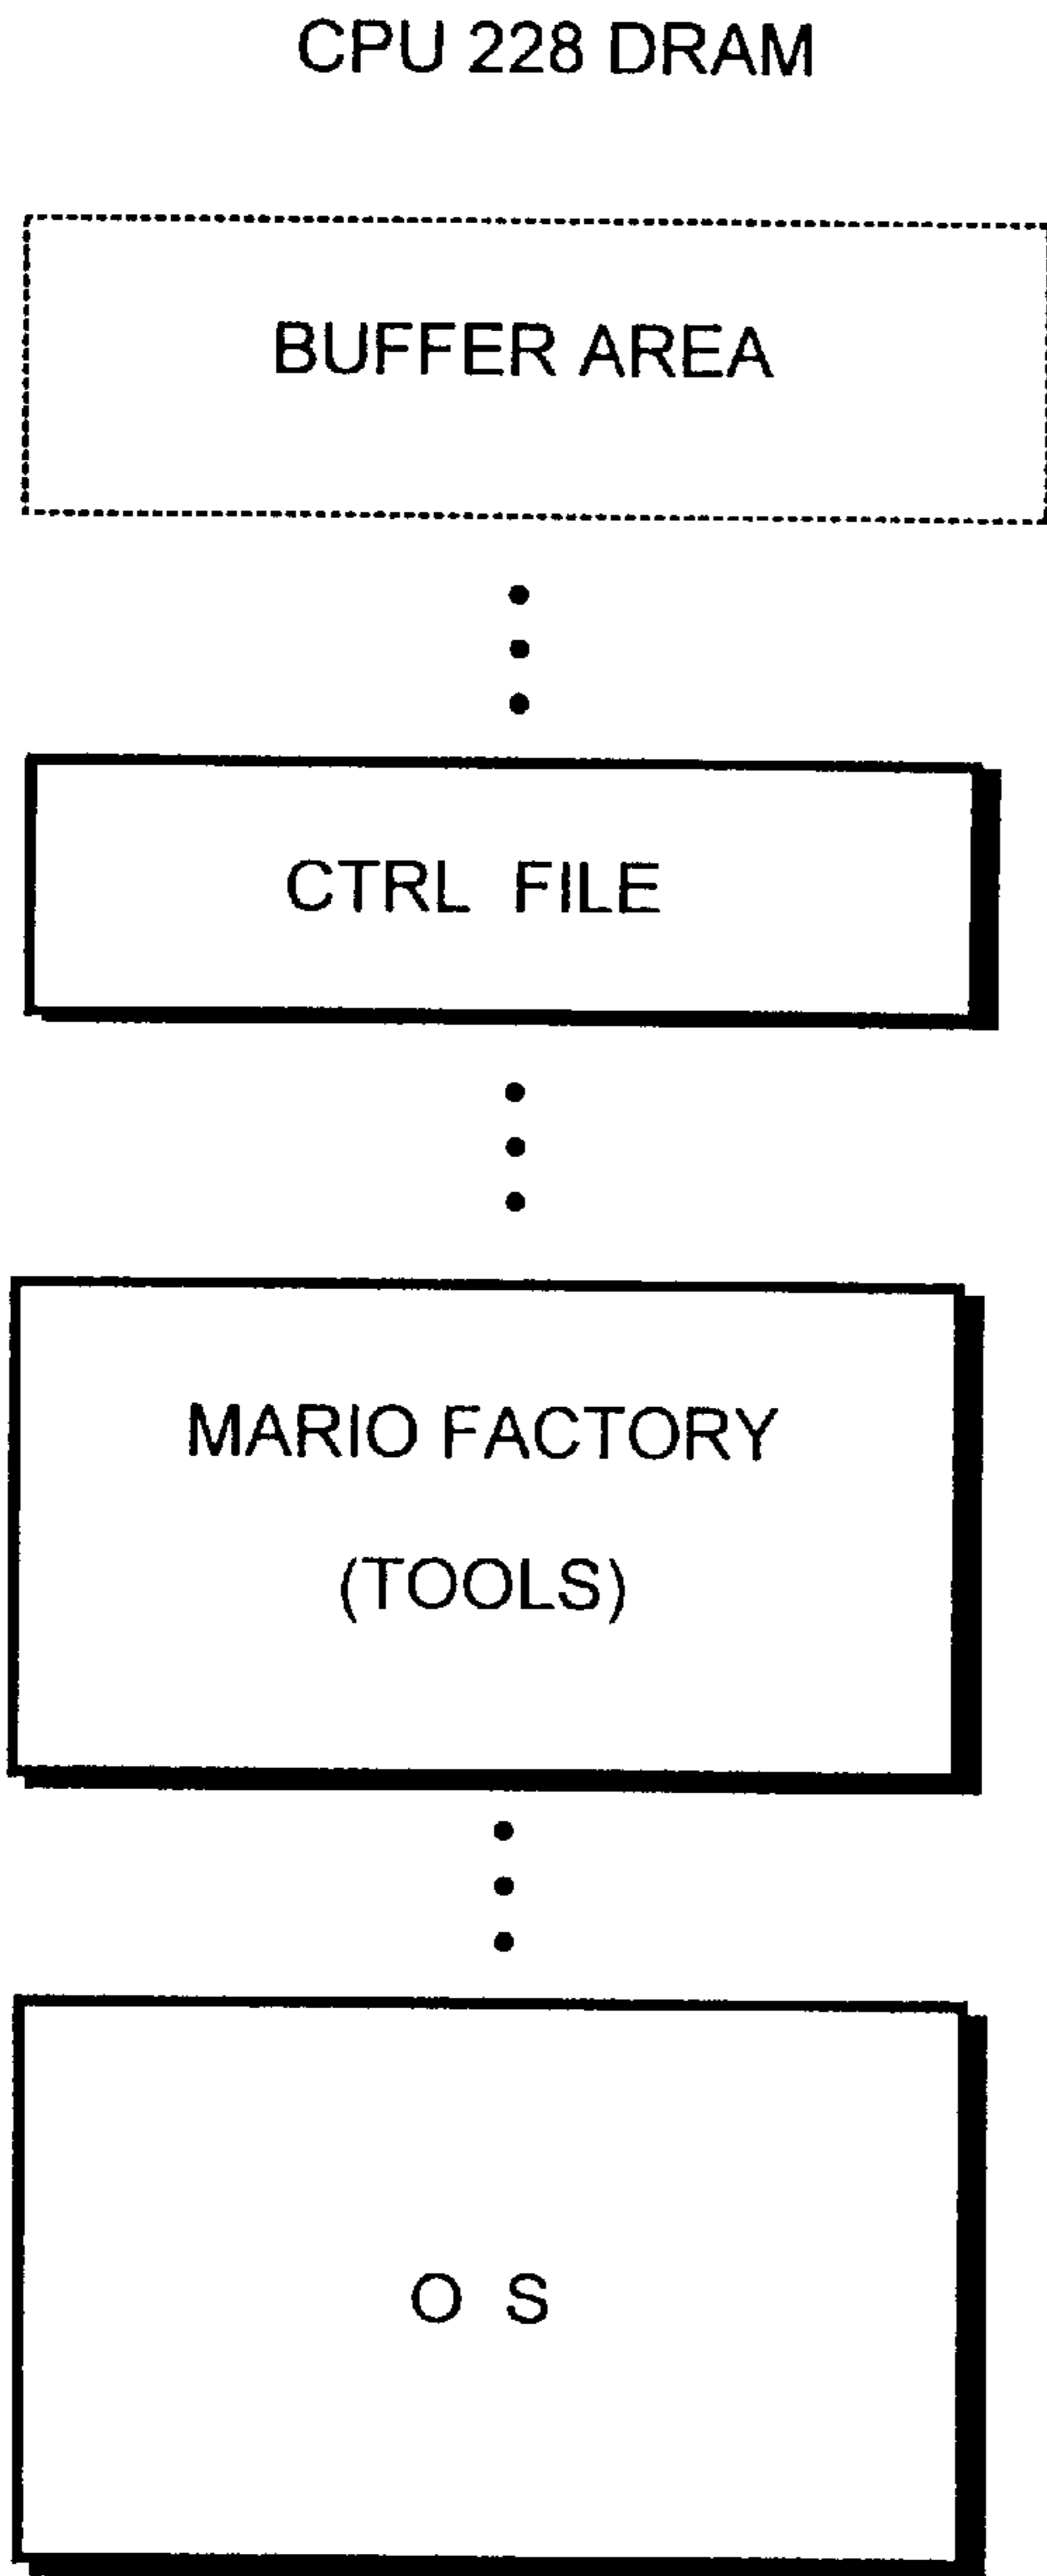 CPU 228 DRAM
BUFFER AREA
CTRL FILE
MARIO FACTORY
(TOOLS)
O S